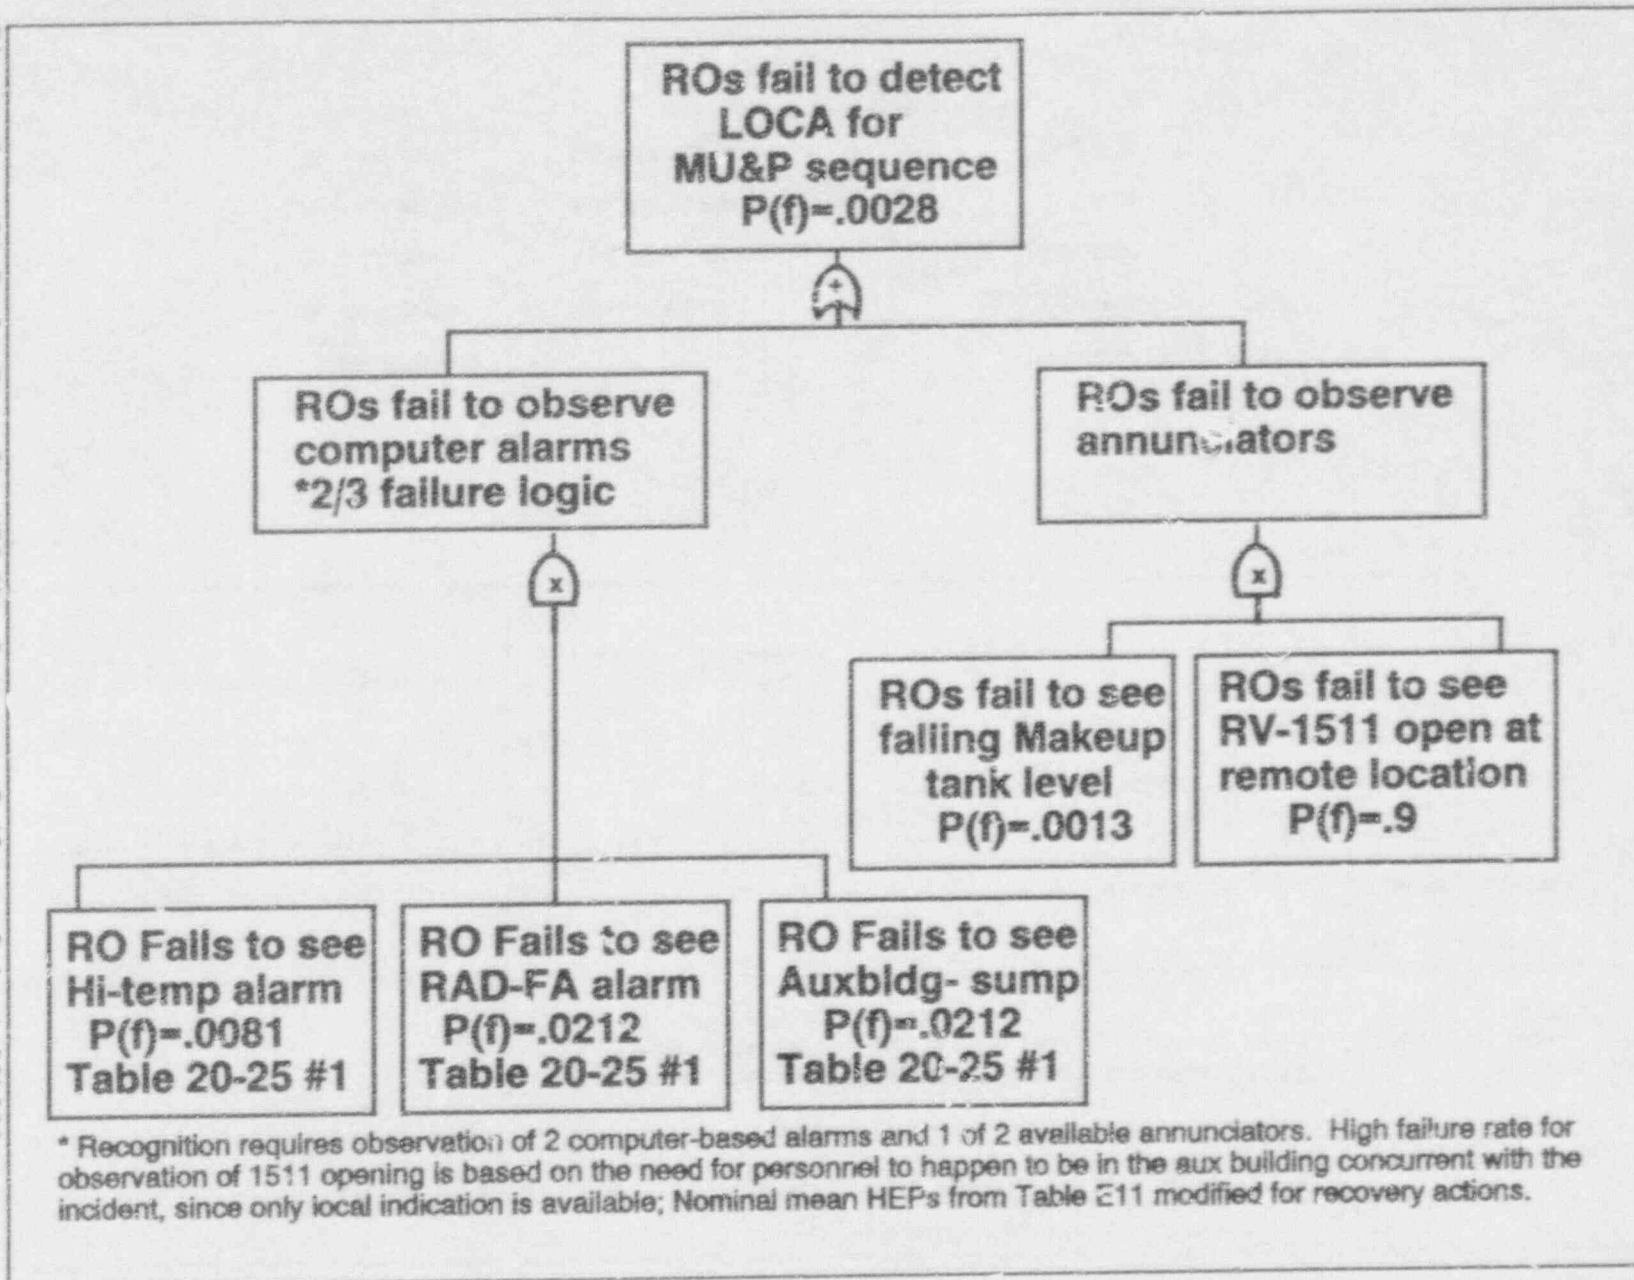 ROs fail to detect
LOCA for
MU&P sequence
P(f)=.0028
+
ROs fail to observe
computer alarms
*2/3 failure logic
x
ROs fail to observe
annunciators
x
ROs fail to see
falling Makeup
tank level
P(f)=.0013
ROs fail to see
RV-1511 open at
remote location
P(f)=.9
RO Fails to see
Hi-temp alarm
P(f)=.0081
Table 20-25 #1
RO Fails to see
RAD-FA alarm
P(f)=.0212
Table 20-25 #1
RO Fails to see
Auxbldg- sump
P(f)=.0212
Table 20-25 #1
* Recognition requires observation of 2 computer-based alarms and 1 of 2 available annunciators. High failure rate for
observation of 1511 opening is based on the need for personnel to happen to be in the aux building concurrent with the
incident, since only local indication is available; Nominal mean HEPs from Table E11 modified for recovery actions.